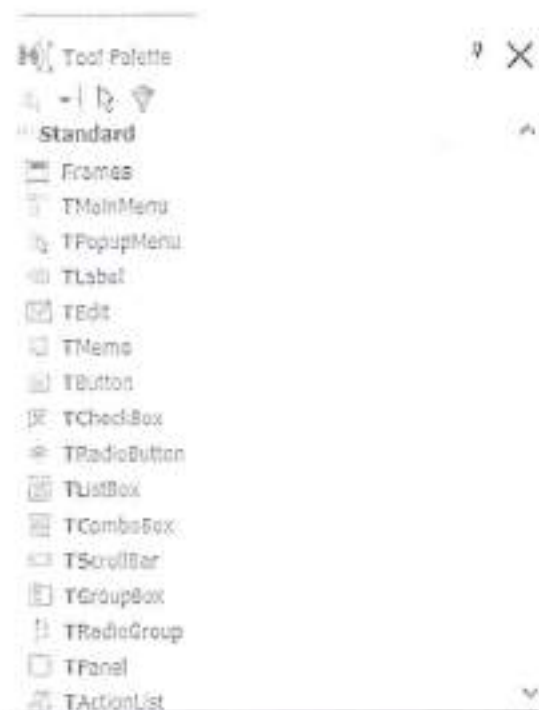 Tool Palette
Standard
Frames
TMainMenu
TPopupMenu
TLabel
TEdit
TMemo
TButton
TCheckBox
TRadioButton
TListBox
TComboBox
TScrollBar
TGroupBox
TRadioGroup
TPanel
TActionList